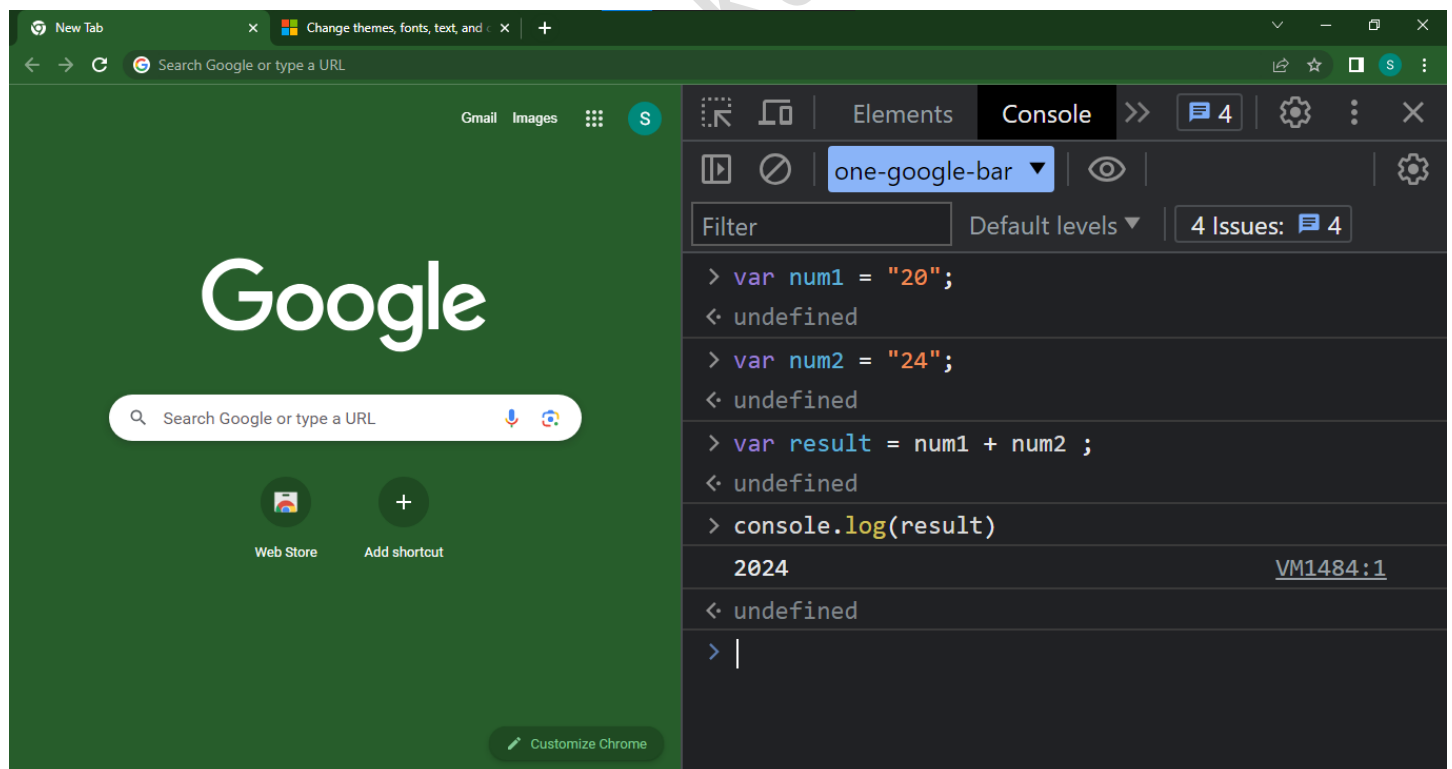 New Tab
Change themes, fonts, text, and c
Search Google or type a URL
S
Gmail Images S
Google
Search Google or type a URL
Web Store Add shortcut
Customize Chrome
Elements Console 4
one-google-bar
Filter Default levels 4 Issues: 4
> var num1 = "20";
undefined
> var num2 = "24";
undefined
> var result = num1 + num2 ;
undefined
> console.log(result)
2024 VM1484:1
undefined
>